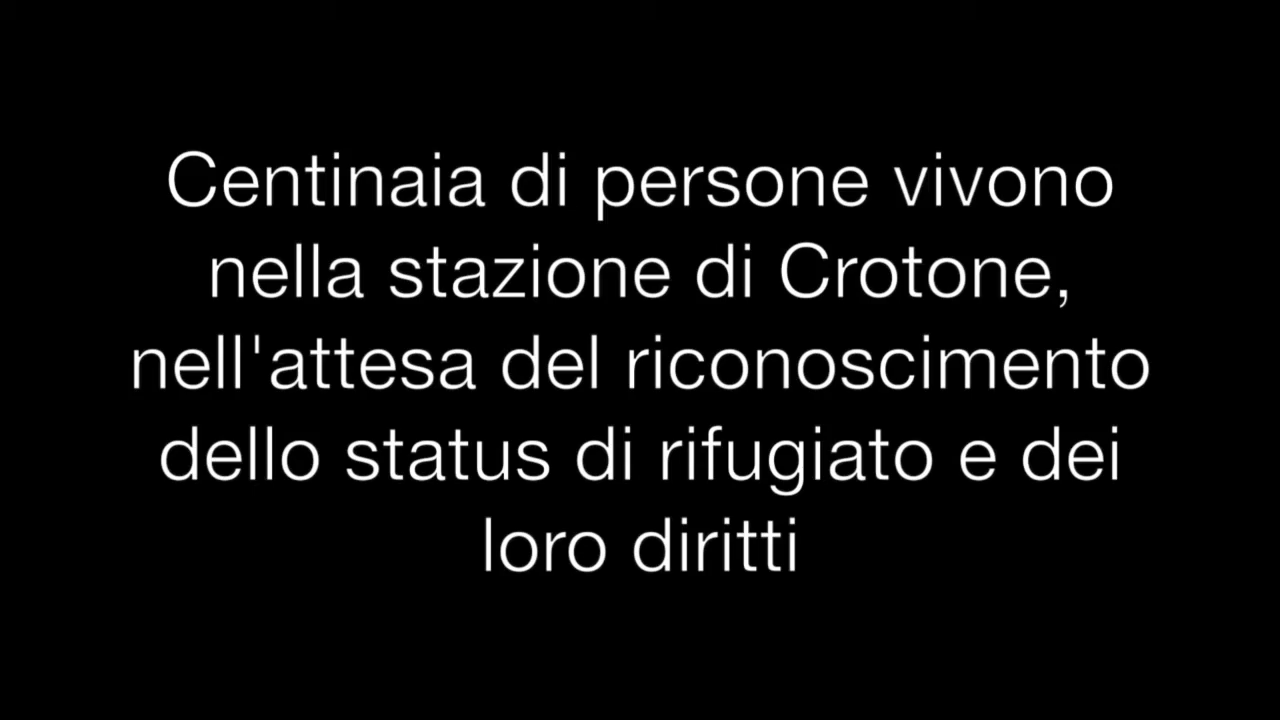 Centinaia di persone vivono
nella stazione di Crotone,
nell'attesa del riconoscimento
dello status di rifugiato e dei
loro diritti